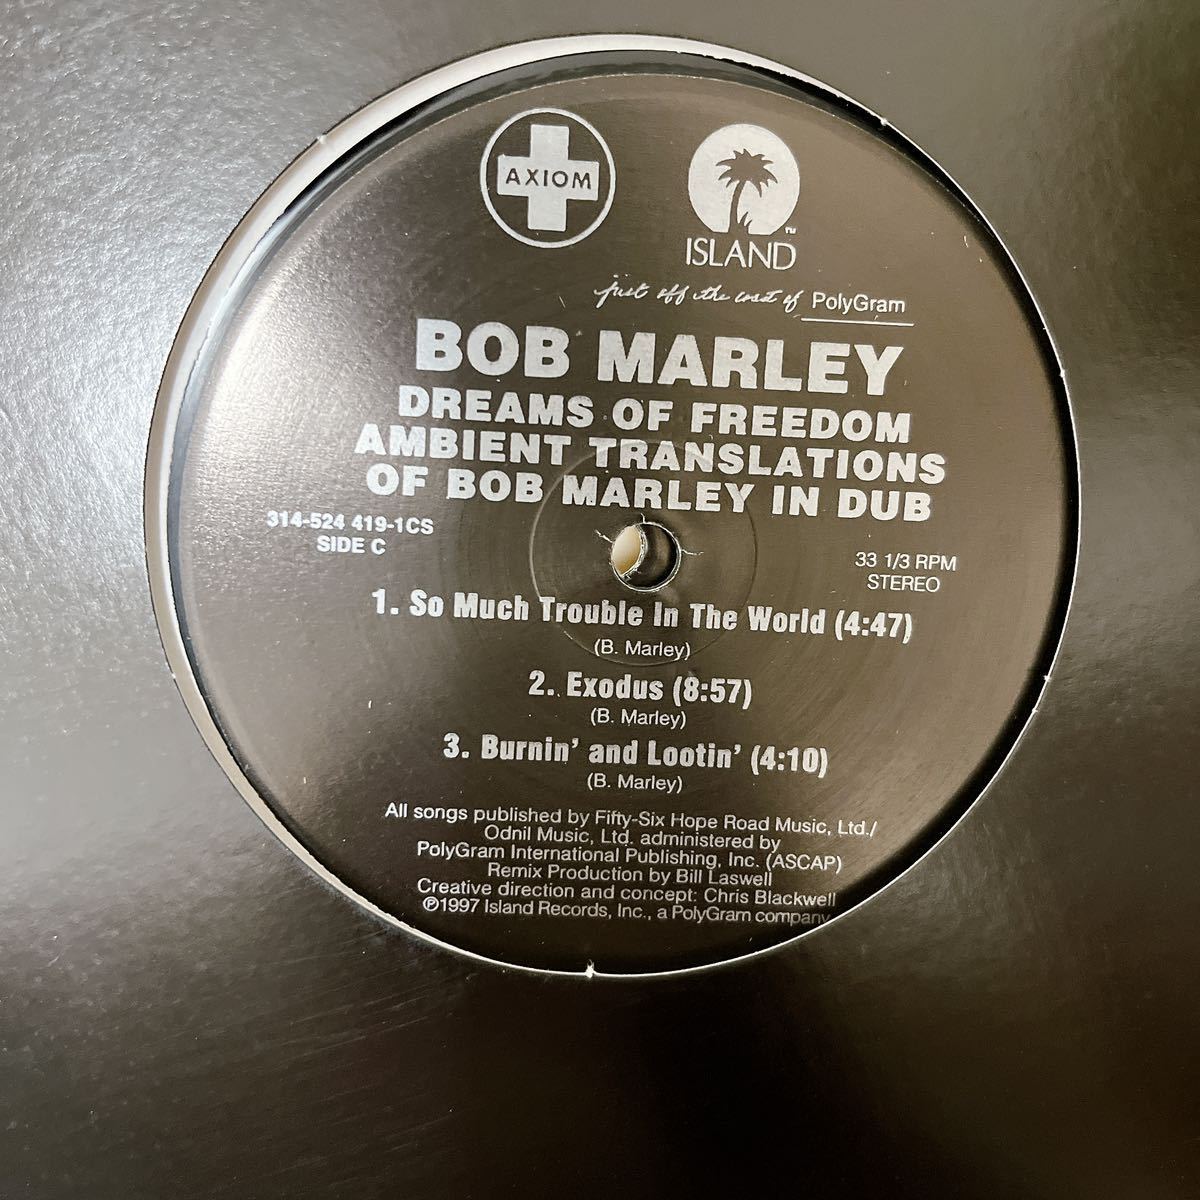 AXIOM
ISLAND™
just off the coast of PolyGram
BOB MARLEY
DREAMS OF FREEDOM
AMBIENT TRANSLATIONS
OF BOB MARLEY IN DUB
314-524 419-1CS
SIDE C
33 1/3 RPM
STEREO
1. So Much Trouble In The World (4:47)
(B. Marley)
2. Exodus (8:57)
(B. Marley)
3. Burnin' and Lootin' (4:10)
(B. Marley)
All songs published by Fifty-Six Hope Road Music, Ltd./
Odnil Music, Ltd. administered by
PolyGram International Publishing, Inc. (ASCAP)
Remix Production by Bill Laswell
Creative direction and concept: Chris Blackwell
℗1997 Island Records, Inc., a PolyGram company